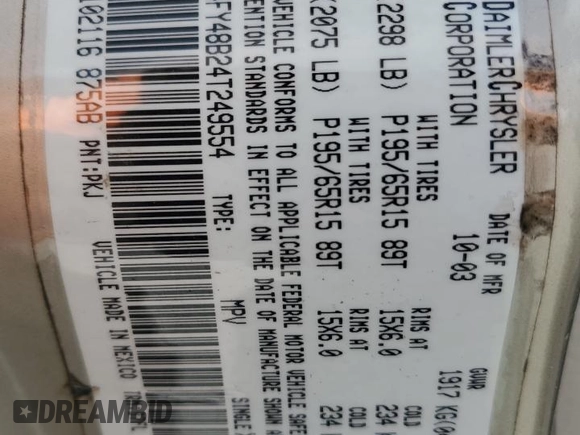 DAIMLERCHRYSLER
CORPORATION
DATE OF MFR
10-03
GVWR
1917 KG(0
2298 LB)
WITH TIRES
P195/65R15 89T
RIMS AT
15X6.0
COLD
234
2075 LB)
WITH TIRES
P195/65R15 89T
RIMS AT
15X6.0
COLD
234
VEHICLE CONFORMS TO ALL APPLICABLE FEDERAL MOTOR VEHICLE SAFE
ENTION STANDARDS IN EFFECT ON THE DATE OF MANUFACTURE SHOWN A
FY48B24T249554
TYPE:
MPV
SINGLE
102116 875AB
PNT:PKJ
VEHICLE MADE IN MEXICO
DREAMBID